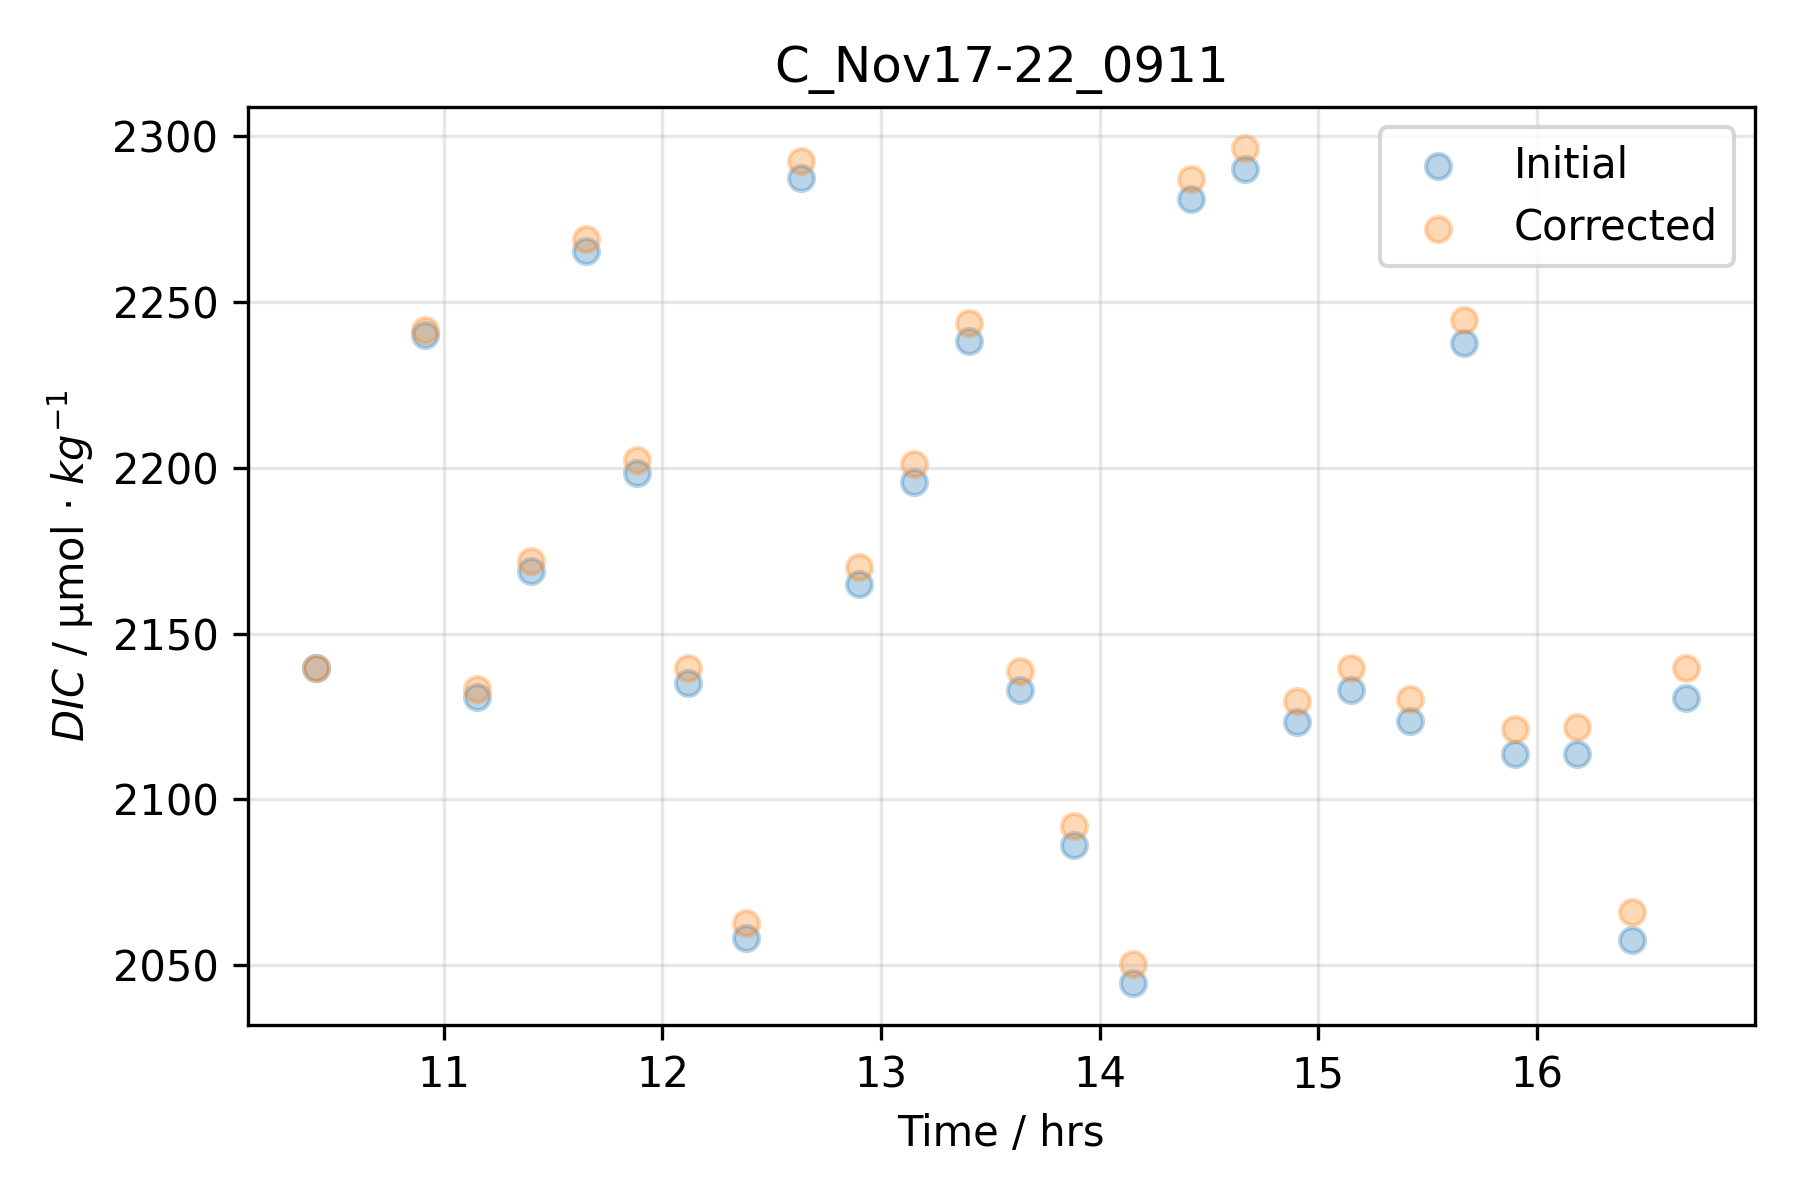 C_Nov17-22_0911
2300
2250
2200
2150
2100
2050
DIC / µmol · kg⁻¹
Initial
Corrected
11 12 13 14 15 16
Time / hrs